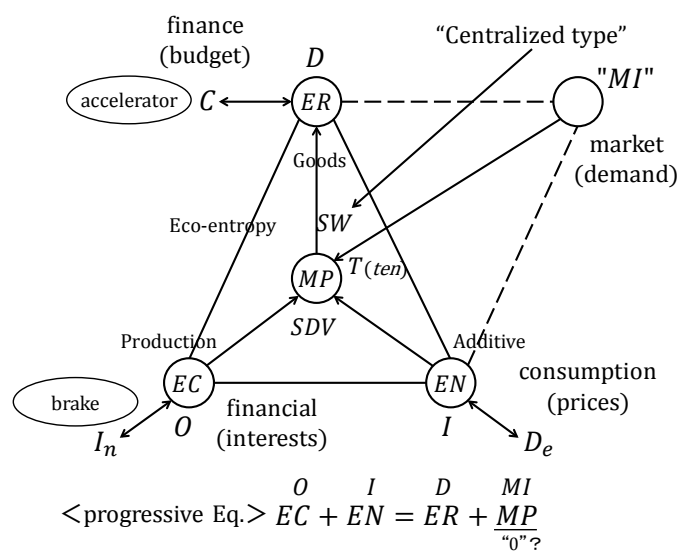 finance
(budget)
"Centralized type"
D
"MI"
accelerator
C
ER
market
(demand)
Goods
Eco-entropy
SW
T(ten)
MP
SDV
Production
Additive
EC
EN
consumption
(prices)
brake
financial
(interests)
O
I
Iₙ
Dₑ
O I D MI
<progressive Eq.> EC + EN = ER + MP
"0"?